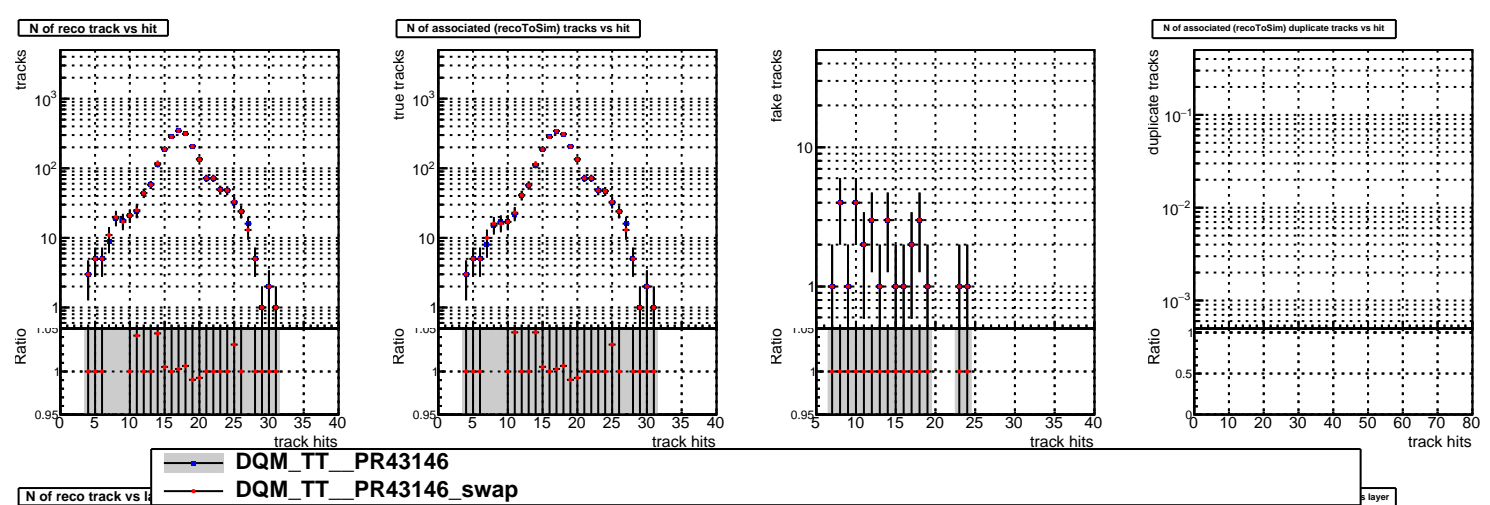 N of reco track vs hit
N of associated (recoToSim) tracks vs hit
N of associated (recoToSim) duplicate tracks vs hit
tracks
10³
10²
10
1
Ratio
1.05
1
0.95
0 5 10 15 20 25 30 35 40
track hits
true tracks
10³
10²
10
1
Ratio
1.05
1
0.95
0 5 10 15 20 25 30 35 40
track hits
fake tracks
10
1
Ratio
1.05
1
0.95
5 10 15 20 25 30 35 40
track hits
duplicate tracks
10⁻¹
10⁻²
10⁻³
Ratio
1
0.5
0
0 10 20 30 40 50 60 70 80
track hits
DQM_TT__PR43146
DQM_TT__PR43146_swap
N of reco track vs la
s layer